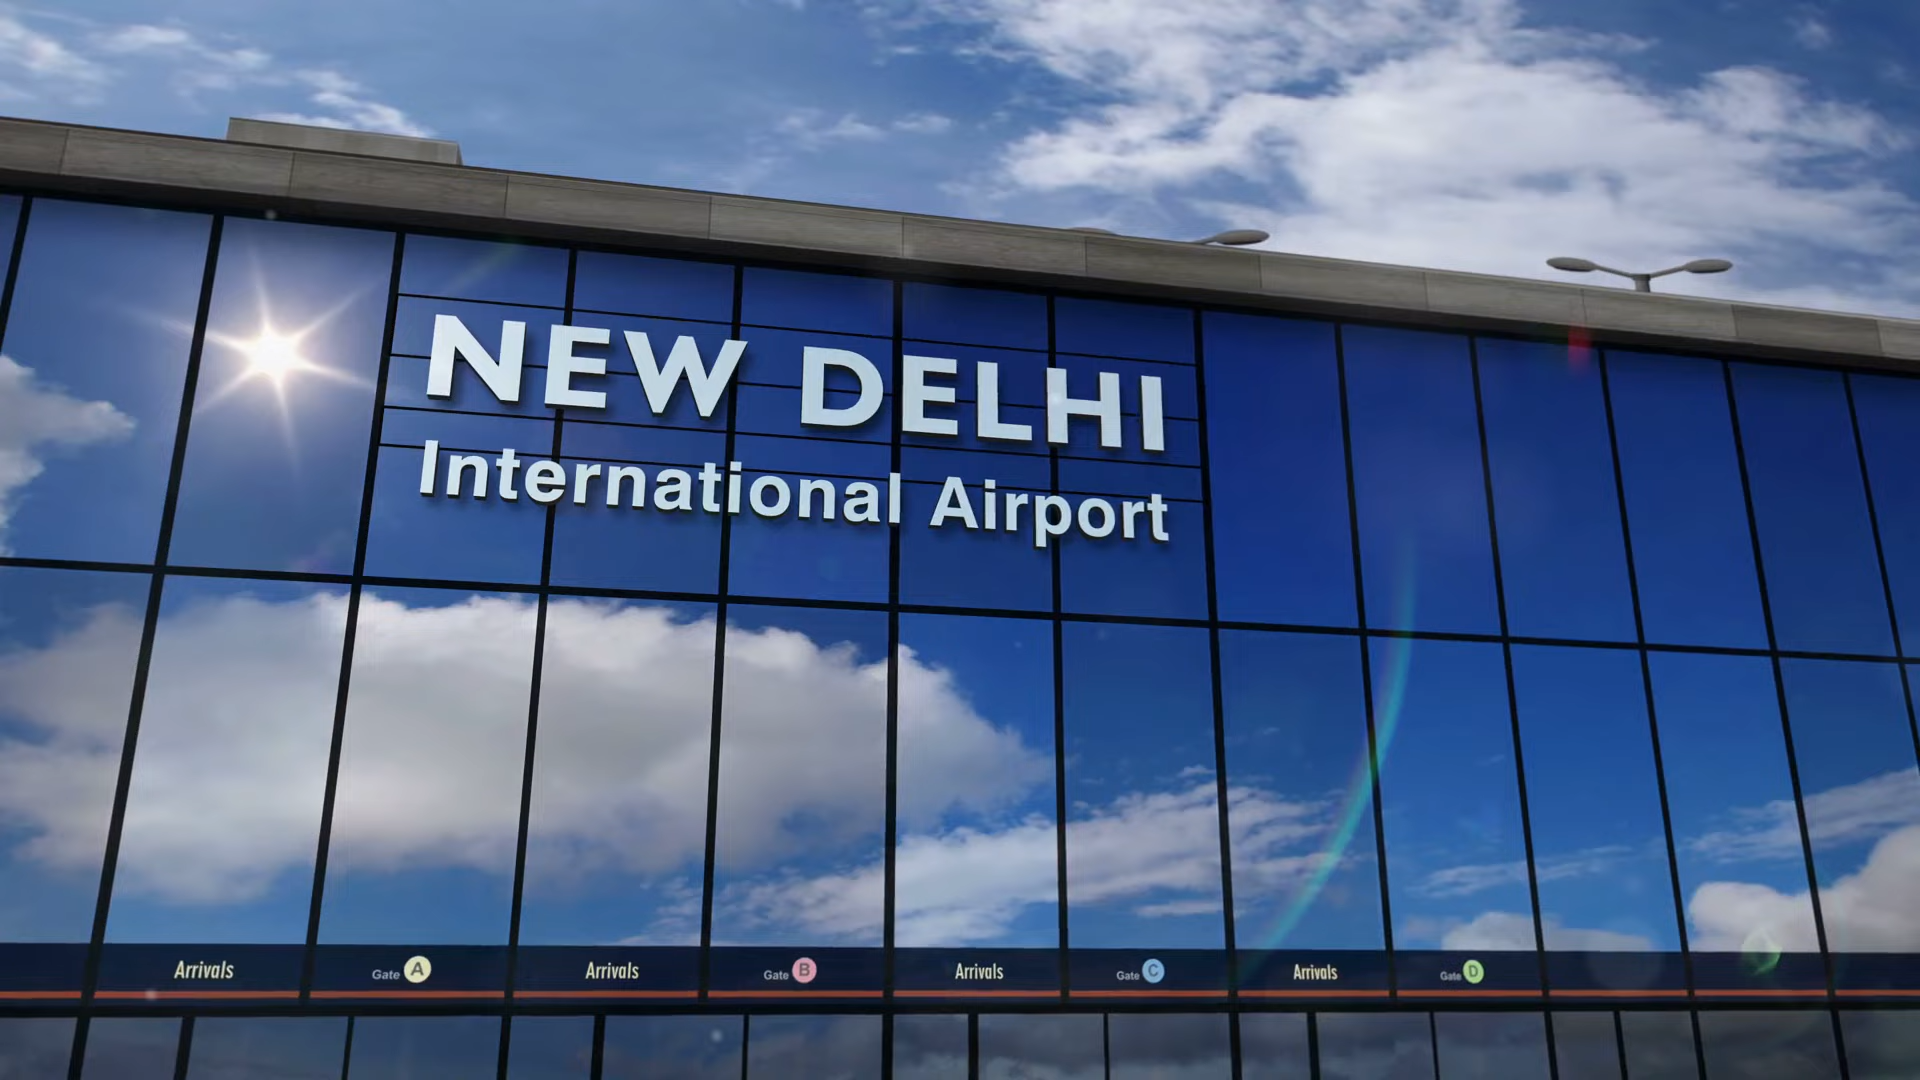 NEW DELHI
International Airport
Arrivals Gate A Arrivals Gate B Arrivals Gate C Arrivals Gate D